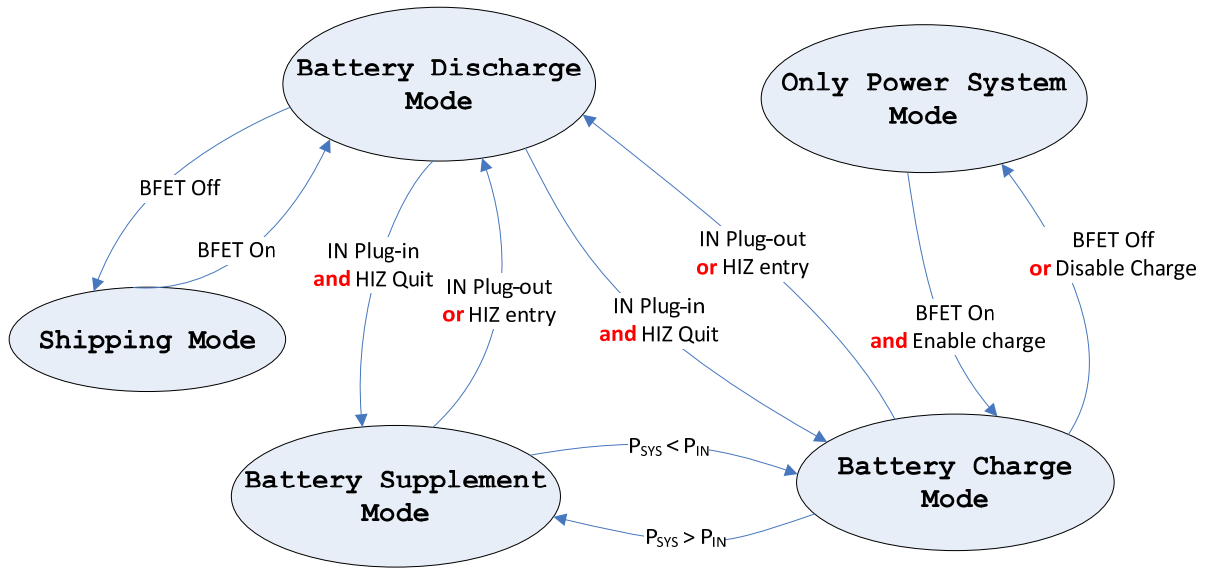 Battery Discharge
Mode
Only Power System
Mode
BFET Off
BFET On
IN Plug-in
and HIZ Quit
IN Plug-out
or HIZ entry
IN Plug-in
and HIZ Quit
IN Plug-out
or HIZ entry
BFET On
and Enable charge
BFET Off
or Disable Charge
Shipping Mode
Battery Supplement
Mode
PSYS < PIN
PSYS > PIN
Battery Charge
Mode